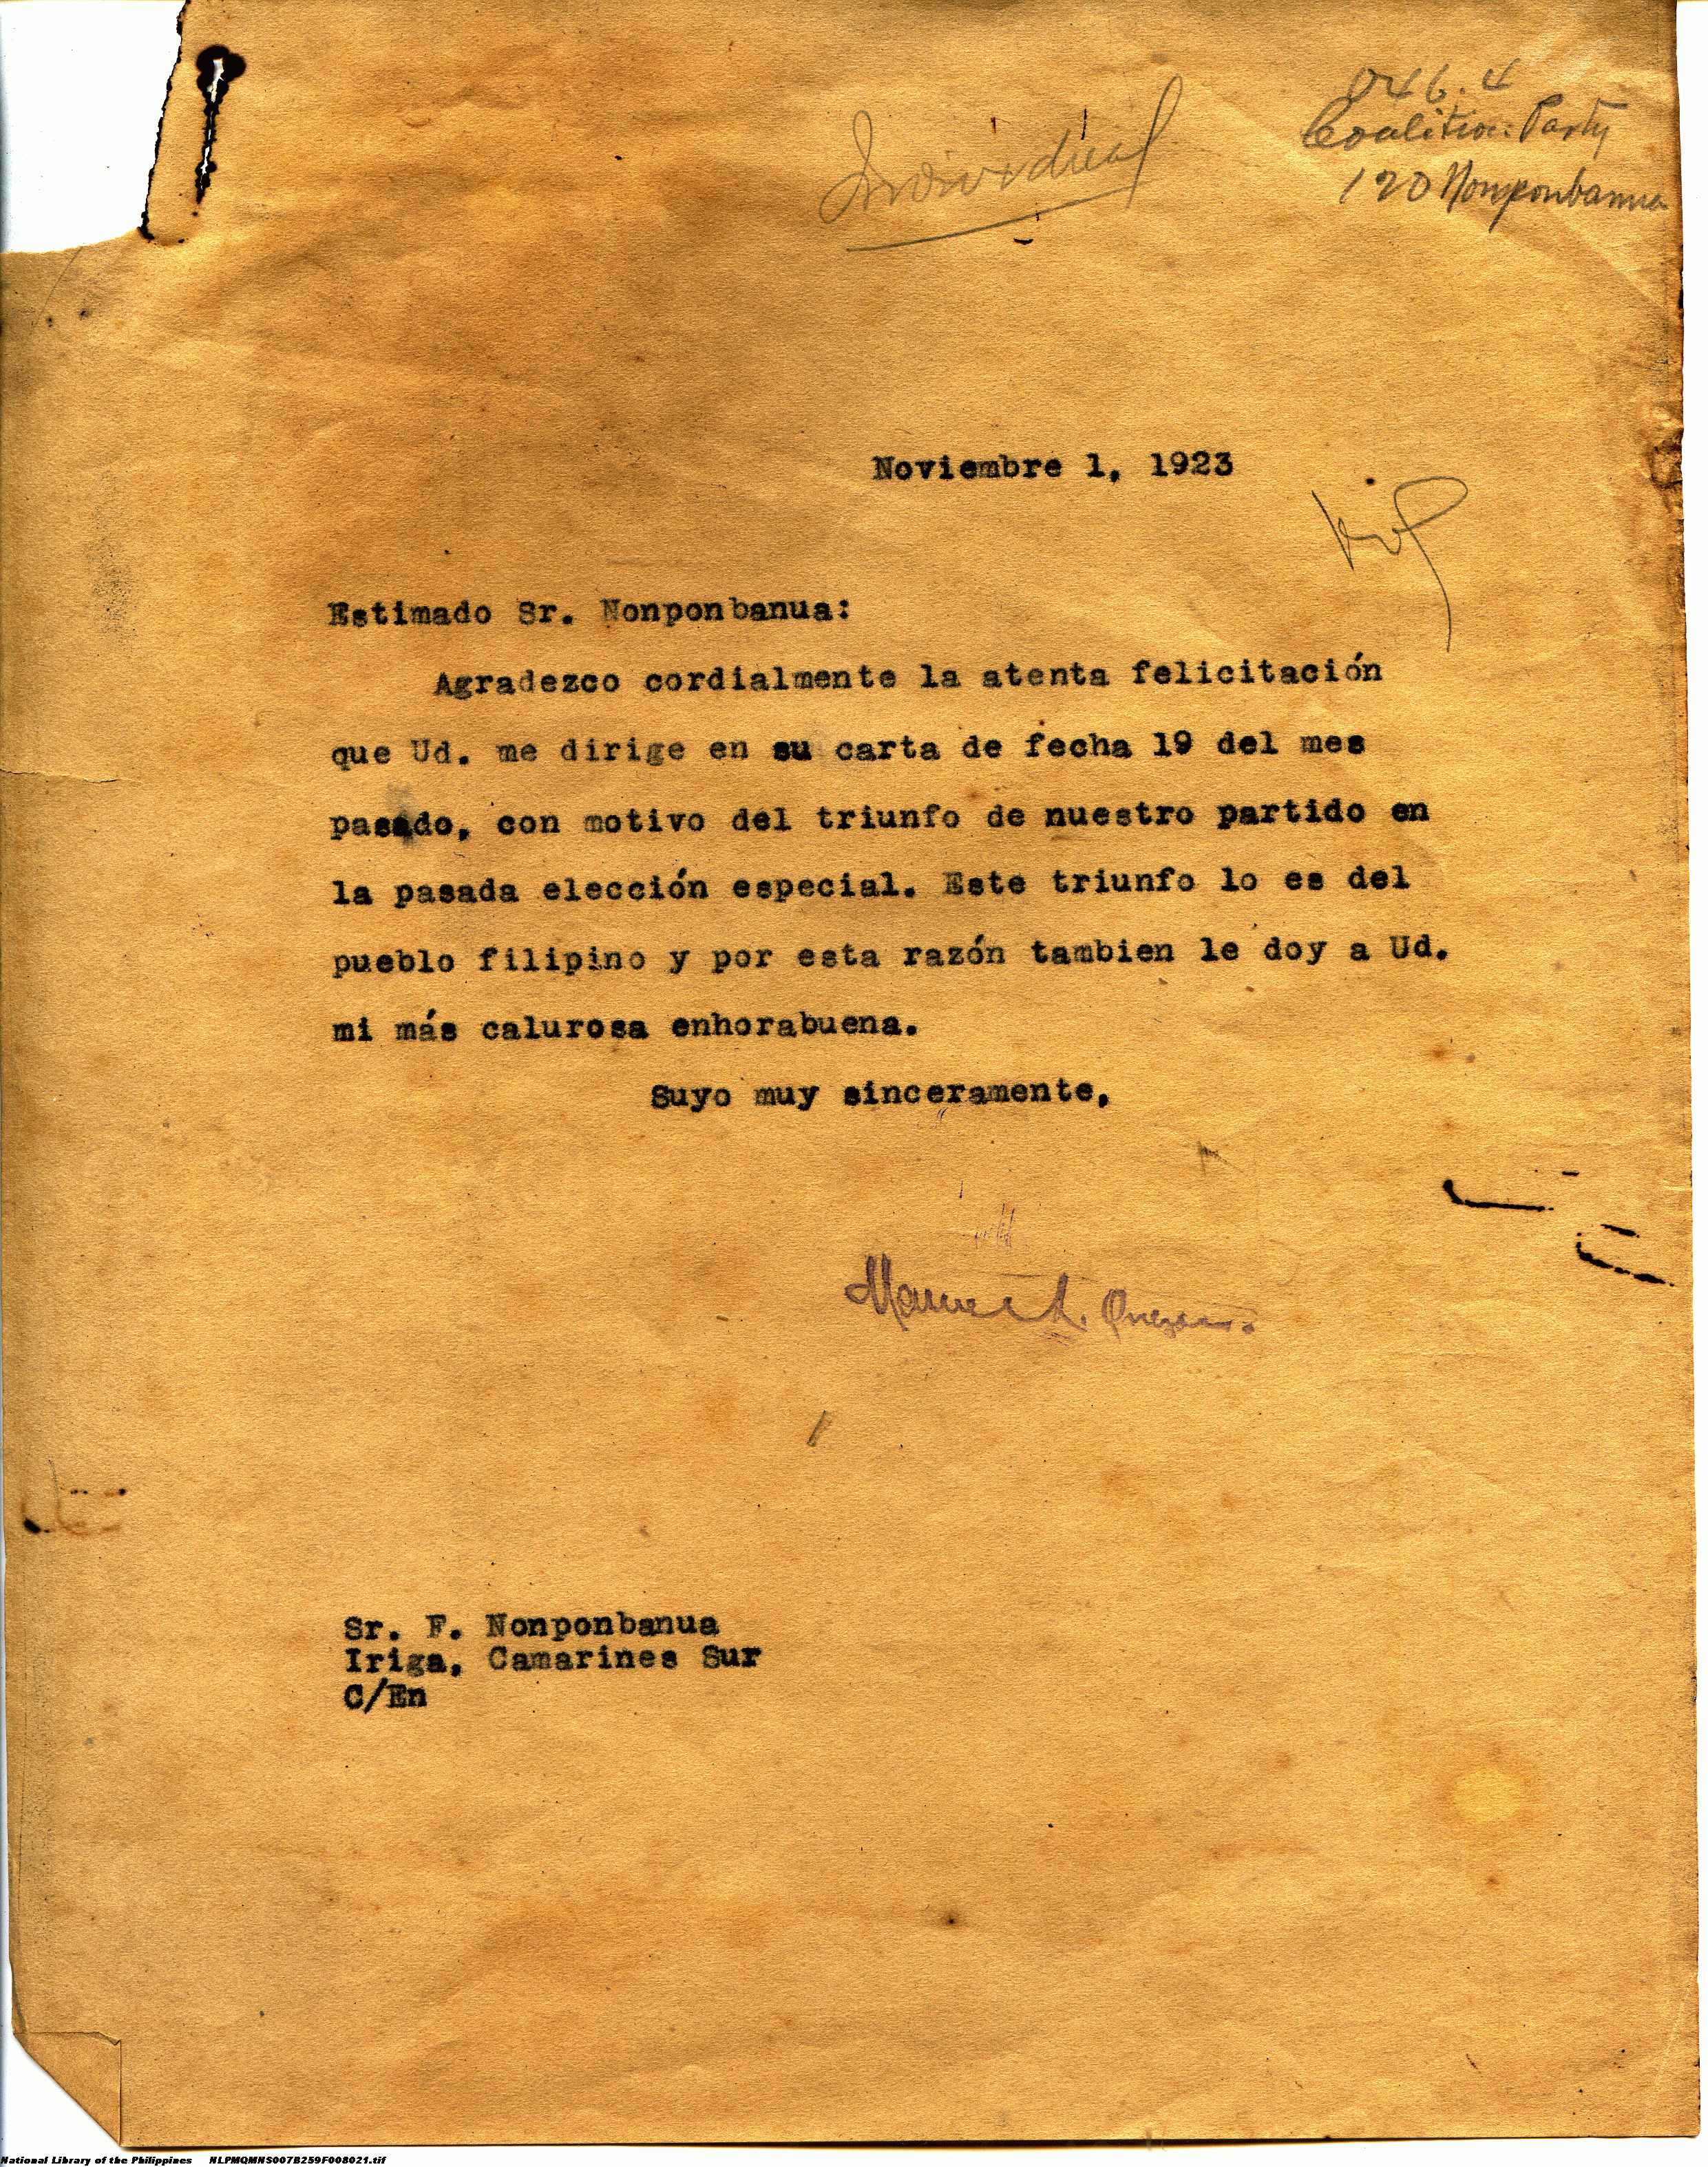 Individual
046.4
Coalition Party
120 Nonponbanua
Noviembre 1, 1923
Estimado Sr. Nonponbanua:
Agradezco cordialmente la atenta felicitación
que Ud. me dirige en su carta de fecha 19 del mes
pasado, con motivo del triunfo de nuestro partido en
la pasada elección especial. Este triunfo lo es del
pueblo filipino y por esta razón tambien le doy a Ud.
mi más calurosa enhorabuena.
Suyo muy sinceramente,
Manuel L. Quezon
Sr. F. Nonponbanua
Iriga, Camarines Sur
C/En
National Library of the Philippines NLPMQMNS007B259F008021.tif